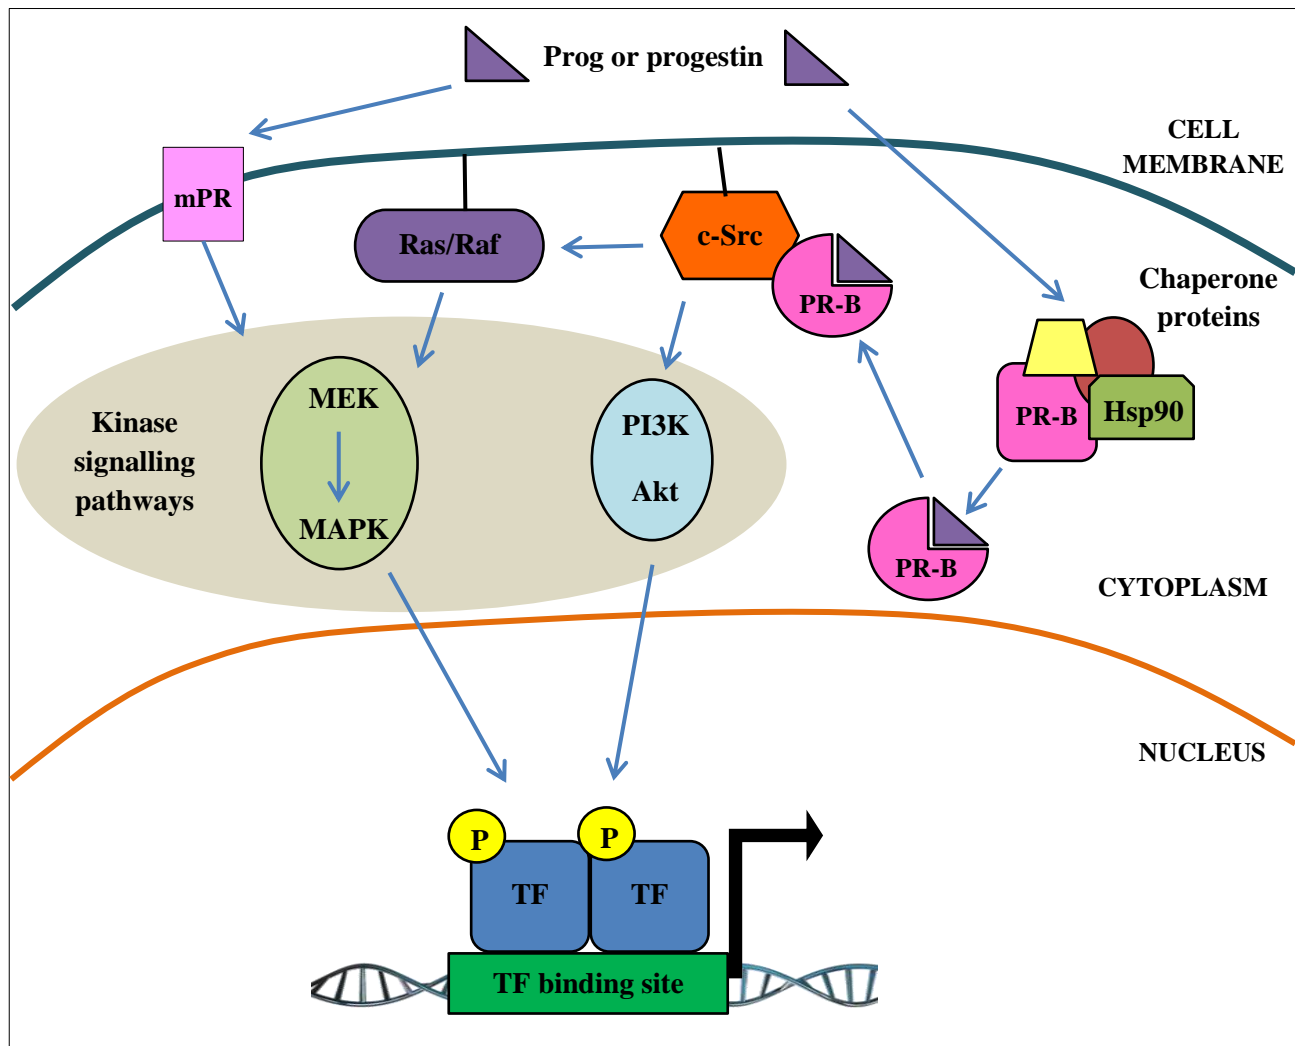 Prog or progestin
CELL
MEMBRANE
mPR
Ras/Raf
c-Src
PR-B
Chaperone
proteins
PR-B
Hsp90
Kinase
signalling
pathways
MEK
MAPK
PI3K
Akt
PR-B
CYTOPLASM
NUCLEUS
P
P
TF
TF
TF binding site